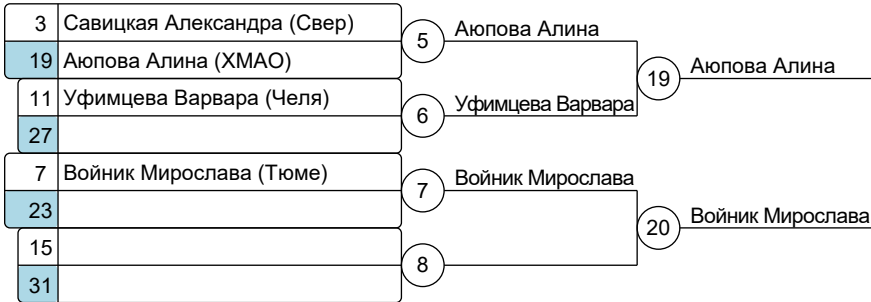 3 Савицкая Александра (Свер)
19 Аюпова Алина (ХМАО)
5 Аюпова Алина
11 Уфимцева Варвара (Челя)
27
6 Уфимцева Варвара
19 Аюпова Алина
7 Войник Мирослава (Тюме)
23
7 Войник Мирослава
15
31
8
20 Войник Мирослава